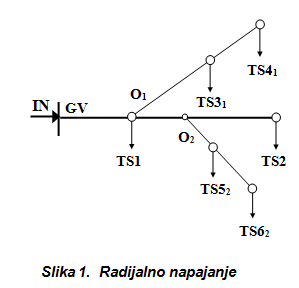 TS4₁
O₁
IN GV
TS3₁
O₂
TS1
TS2
TS5₂
TS6₂
Slika 1. Radijalno napajanje